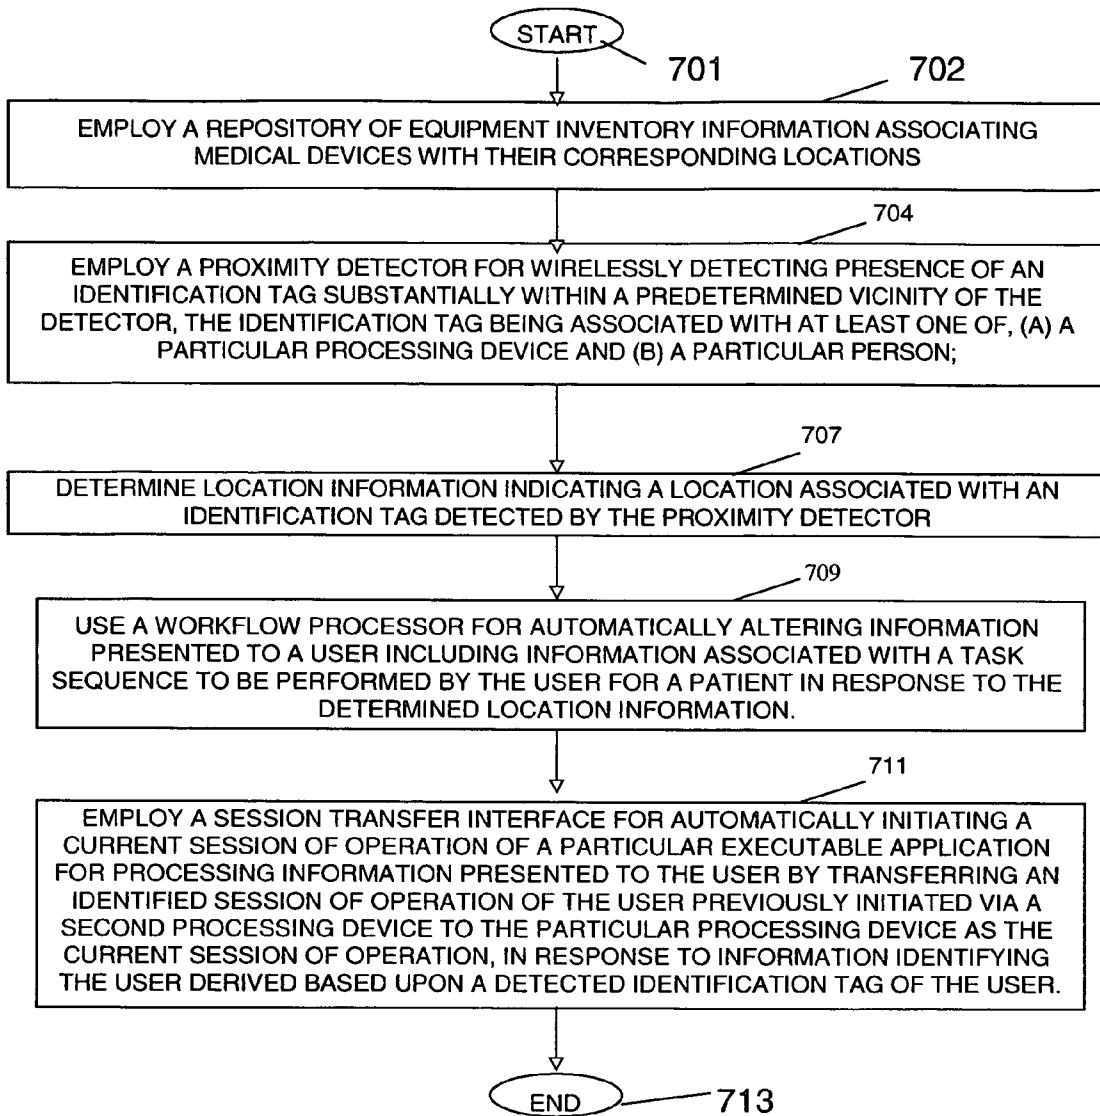 START
701
702
EMPLOY A REPOSITORY OF EQUIPMENT INVENTORY INFORMATION ASSOCIATING
MEDICAL DEVICES WITH THEIR CORRESPONDING LOCATIONS
704
EMPLOY A PROXIMITY DETECTOR FOR WIRELESSLY DETECTING PRESENCE OF AN
IDENTIFICATION TAG SUBSTANTIALLY WITHIN A PREDETERMINED VICINITY OF THE
DETECTOR, THE IDENTIFICATION TAG BEING ASSOCIATED WITH AT LEAST ONE OF, (A) A
PARTICULAR PROCESSING DEVICE AND (B) A PARTICULAR PERSON;
707
DETERMINE LOCATION INFORMATION INDICATING A LOCATION ASSOCIATED WITH AN
IDENTIFICATION TAG DETECTED BY THE PROXIMITY DETECTOR
709
USE A WORKFLOW PROCESSOR FOR AUTOMATICALLY ALTERING INFORMATION
PRESENTED TO A USER INCLUDING INFORMATION ASSOCIATED WITH A TASK
SEQUENCE TO BE PERFORMED BY THE USER FOR A PATIENT IN RESPONSE TO THE
DETERMINED LOCATION INFORMATION.
711
EMPLOY A SESSION TRANSFER INTERFACE FOR AUTOMATICALLY INITIATING A
CURRENT SESSION OF OPERATION OF A PARTICULAR EXECUTABLE APPLICATION
FOR PROCESSING INFORMATION PRESENTED TO THE USER BY TRANSFERRING AN
IDENTIFIED SESSION OF OPERATION OF THE USER PREVIOUSLY INITIATED VIA A
SECOND PROCESSING DEVICE TO THE PARTICULAR PROCESSING DEVICE AS THE
CURRENT SESSION OF OPERATION, IN RESPONSE TO INFORMATION IDENTIFYING
THE USER DERIVED BASED UPON A DETECTED IDENTIFICATION TAG OF THE USER.
END
713